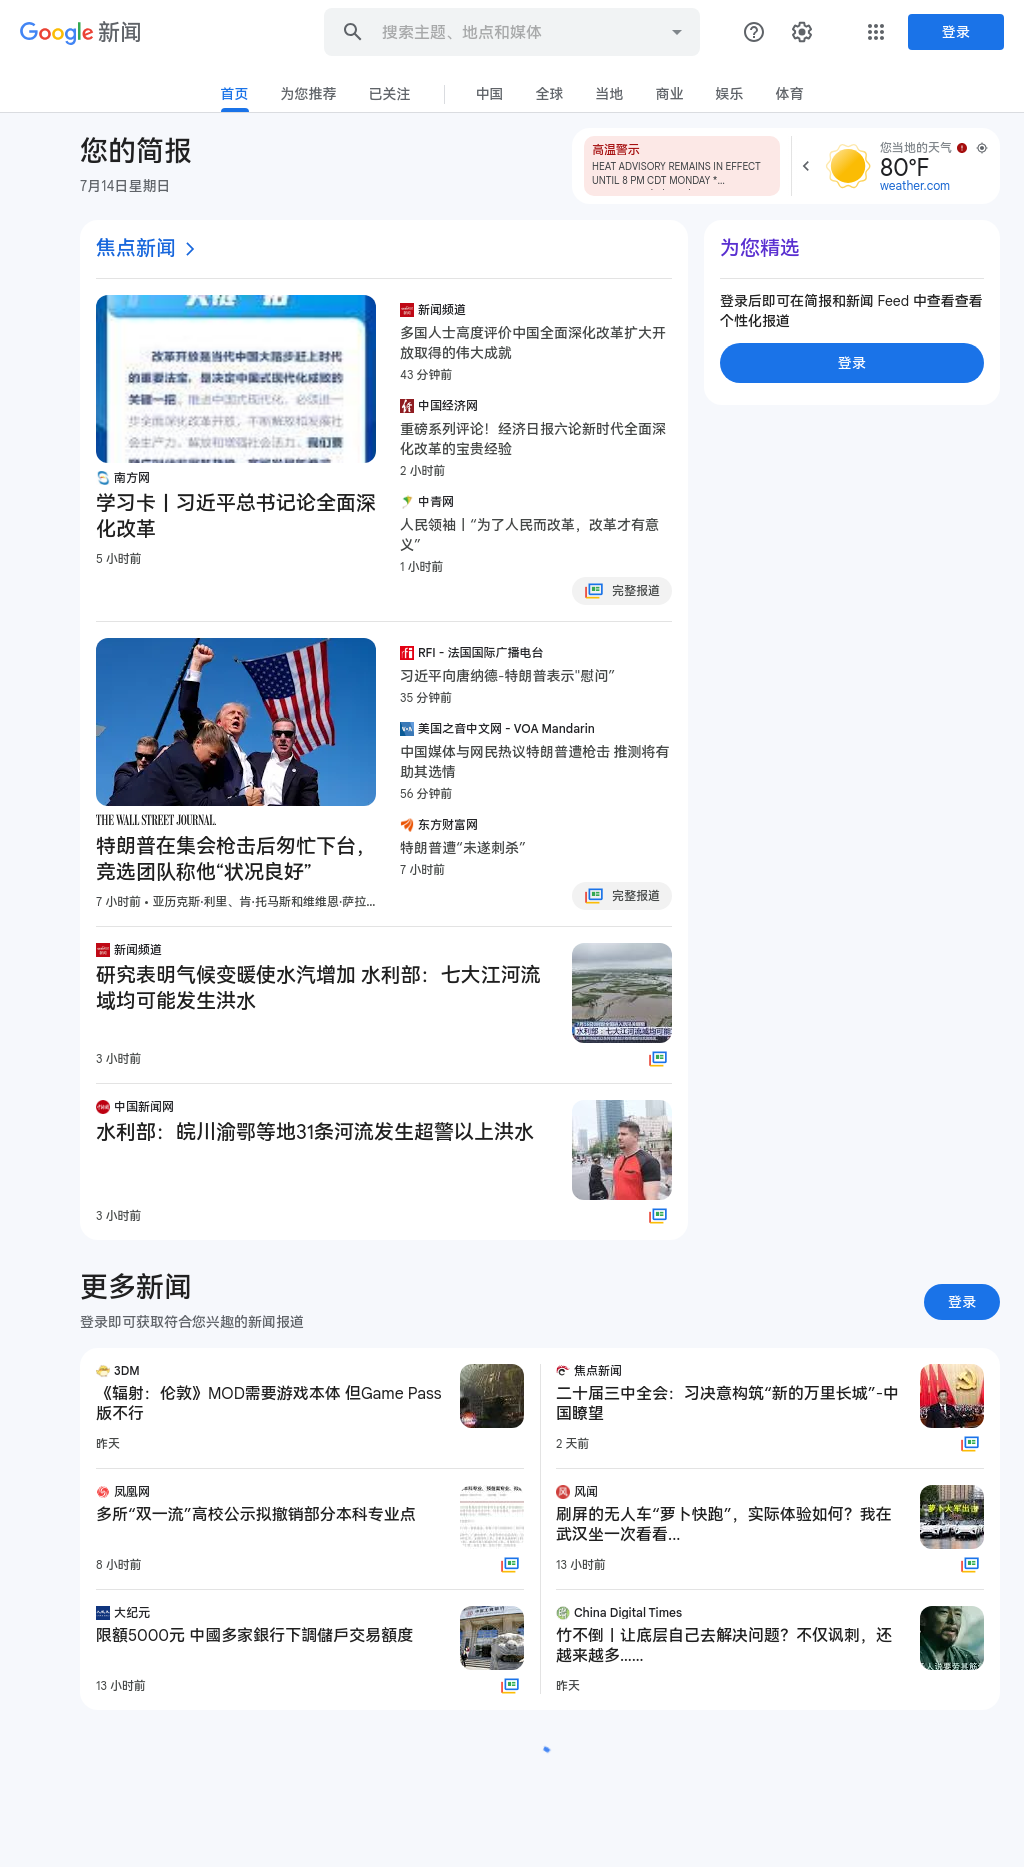 Google 新闻
搜索主题、地点和媒体
登录
首页
为您推荐
已关注
中国
全球
当地
商业
娱乐
体育
您的简报
7月14日星期日
高温警示
HEAT ADVISORY REMAINS IN EFFECT
UNTIL 8 PM CDT MONDAY *...
您当地的天气
80°F
weather.com
焦点新闻
为您精选
登录后即可在简报和新闻 Feed 中查看查看
个性化报道
登录
改革开放是当代中国大踏步赶上时代
的重要法宝，是决定中国式现代化成败的
关键一招。推进中国式现代化，必须进一
步全面深化改革开放，不断解放和发展社
会生产力、解放和增强社会活力。我们要
南方网
学习卡丨习近平总书记论全面深
化改革
5 小时前
新闻频道
多国人士高度评价中国全面深化改革扩大开
放取得的伟大成就
43 分钟前
中国经济网
重磅系列评论！经济日报六论新时代全面深
化改革的宝贵经验
2 小时前
中青网
人民领袖丨“为了人民而改革，改革才有意
义”
1 小时前
完整报道
THE WALL STREET JOURNAL.
特朗普在集会枪击后匆忙下台，
竞选团队称他“状况良好”
7 小时前 • 亚历克斯·利里、肯·托马斯和维维恩·萨拉...
RFI - 法国国际广播电台
习近平向唐纳德-特朗普表示"慰问”
35 分钟前
VOA
美国之音中文网 - VOA Mandarin
中国媒体与网民热议特朗普遭枪击 推测将有
助其选情
56 分钟前
东方财富网
特朗普遭“未遂刺杀”
7 小时前
完整报道
新闻频道
研究表明气候变暖使水汽增加 水利部：七大江河流
域均可能发生洪水
水利部：七大江河流域均可能
3 小时前
中国新闻网
水利部：皖川渝鄂等地31条河流发生超警以上洪水
3 小时前
更多新闻
登录即可获取符合您兴趣的新闻报道
登录
3DM
《辐射：伦敦》MOD需要游戏本体 但Game Pass
版不行
昨天
焦点新闻
二十届三中全会：习决意构筑“新的万里长城”-中
国瞭望
2 天前
凤凰网
多所“双一流”高校公示拟撤销部分本科专业点
8 小时前
风
风闻
刷屏的无人车“萝卜快跑”，实际体验如何？我在
武汉坐一次看看...
萝卜大军出击
13 小时前
大纪元
限額5000元 中國多家銀行下調儲戶交易額度
13 小时前
China Digital Times
竹不倒丨让底层自己去解决问题？不仅讽刺，还
越来越多……
昨天